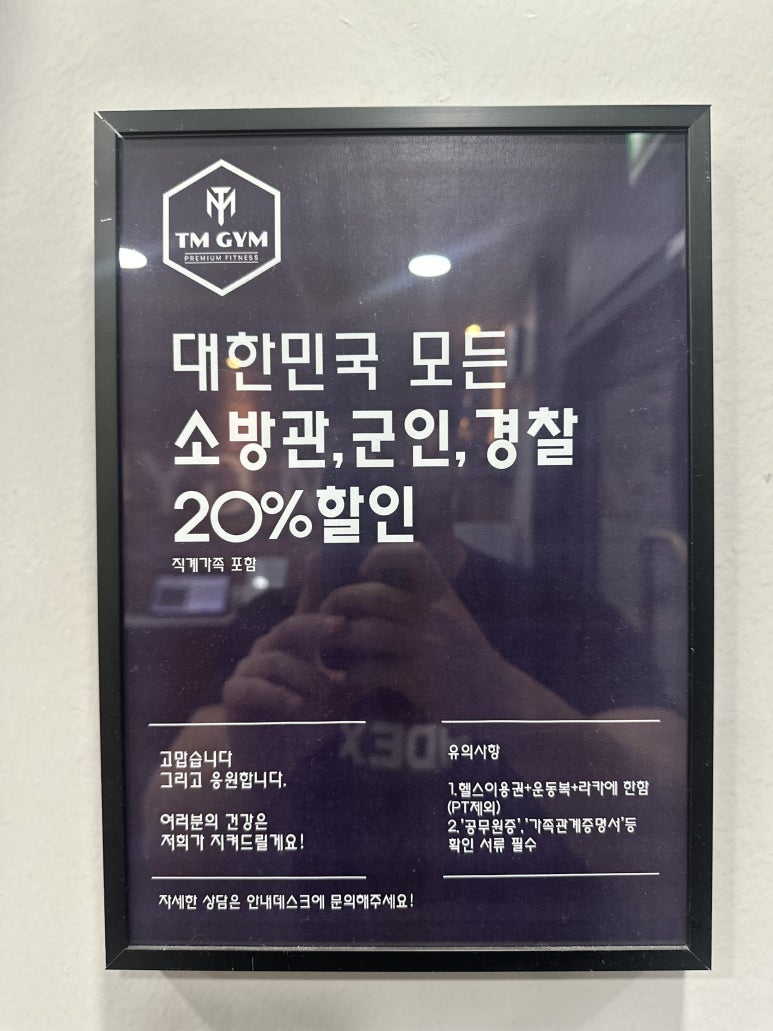 TM
TM GYM
PREMIUM FITNESS
대한민국 모든
소방관,군인,경찰
20%할인
직계가족 포함
고맙습니다
그리고 응원합니다.
여러분의 건강은
저희가 지켜드릴게요!
유의사항
1.헬스이용권+운동복+라카에 한함
(PT제외)
2.'공무원증','가족관계증명서'등
확인 서류 필수
자세한 상담은 안내데스크에 문의해주세요!